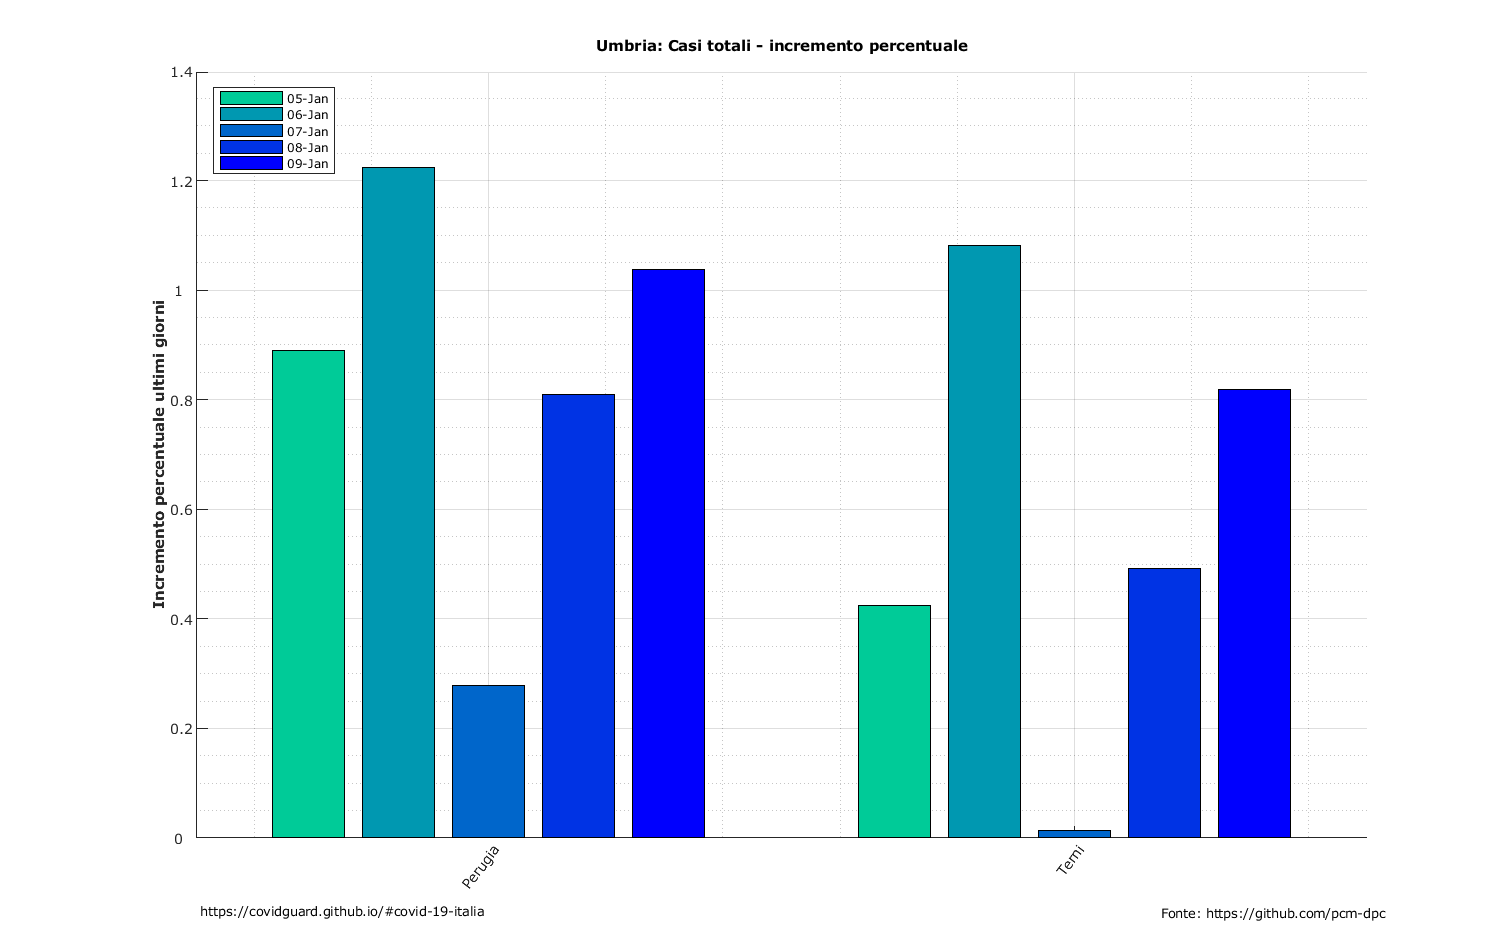 Umbria: Casi totali - incremento percentuale
1.4
1.2
1
0.8
0.6
0.4
0.2
0
Incremento percentuale ultimi giorni
05-Jan
06-Jan
07-Jan
08-Jan
09-Jan
Perugia
Terni
https://covidguard.github.io/#covid-19-italia
Fonte: https://github.com/pcm-dpc